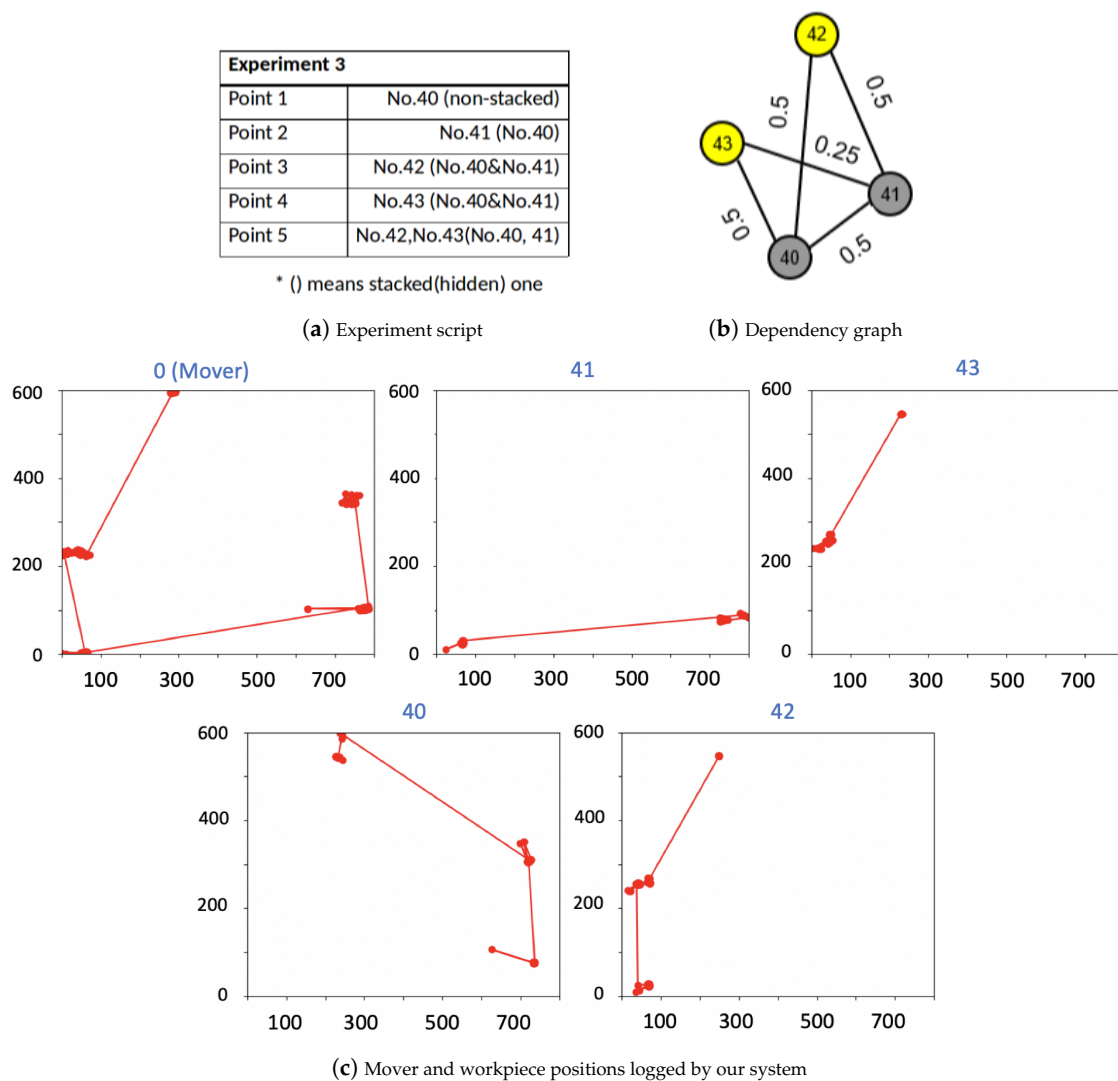 Experiment 3
Point 1 No.40 (non-stacked)
Point 2 No.41 (No.40)
Point 3 No.42 (No.40&No.41)
Point 4 No.43 (No.40&No.41)
Point 5 No.42,No.43(No.40, 41)
* () means stacked(hidden) one
42
0.5
0.5
43
0.25
41
0.5
0.5
40
(a) Experiment script
(b) Dependency graph
0 (Mover)
600
400
200
0
100 300 500 700
41
600
400
200
0
100 300 500 700
43
600
400
200
0
100 300 500 700
40
600
400
200
0
100 300 500 700
42
600
400
200
0
100 300 500 700
(c) Mover and workpiece positions logged by our system